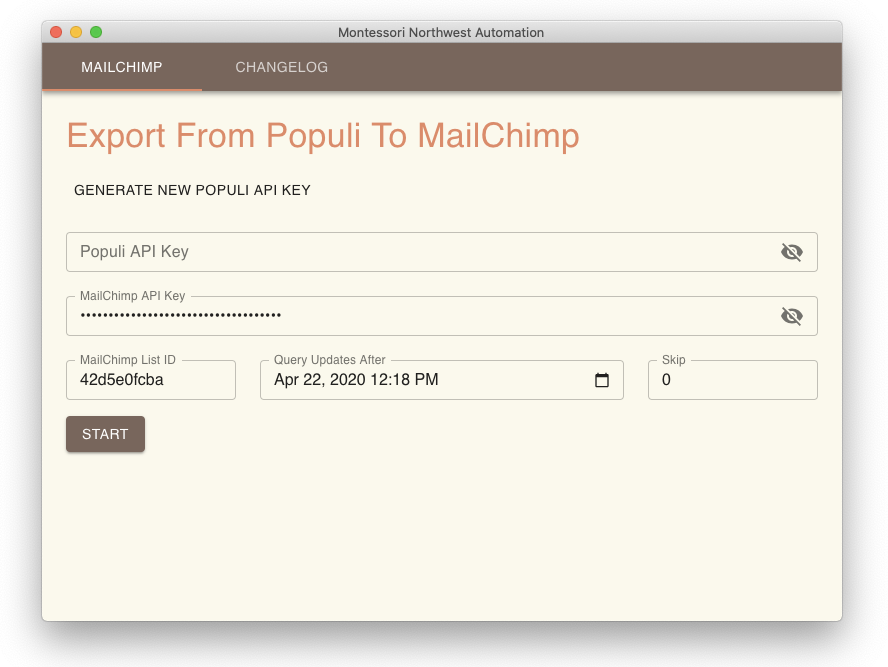 Montessori Northwest Automation
MAILCHIMP CHANGELOG
Export From Populi To MailChimp
GENERATE NEW POPULI API KEY
Populi API Key
MailChimp API Key
••••••••••••••••••••••••••••••••••••
MailChimp List ID Query Updates After Skip
42d5e0fcba Apr 22, 2020 12:18 PM 0
START